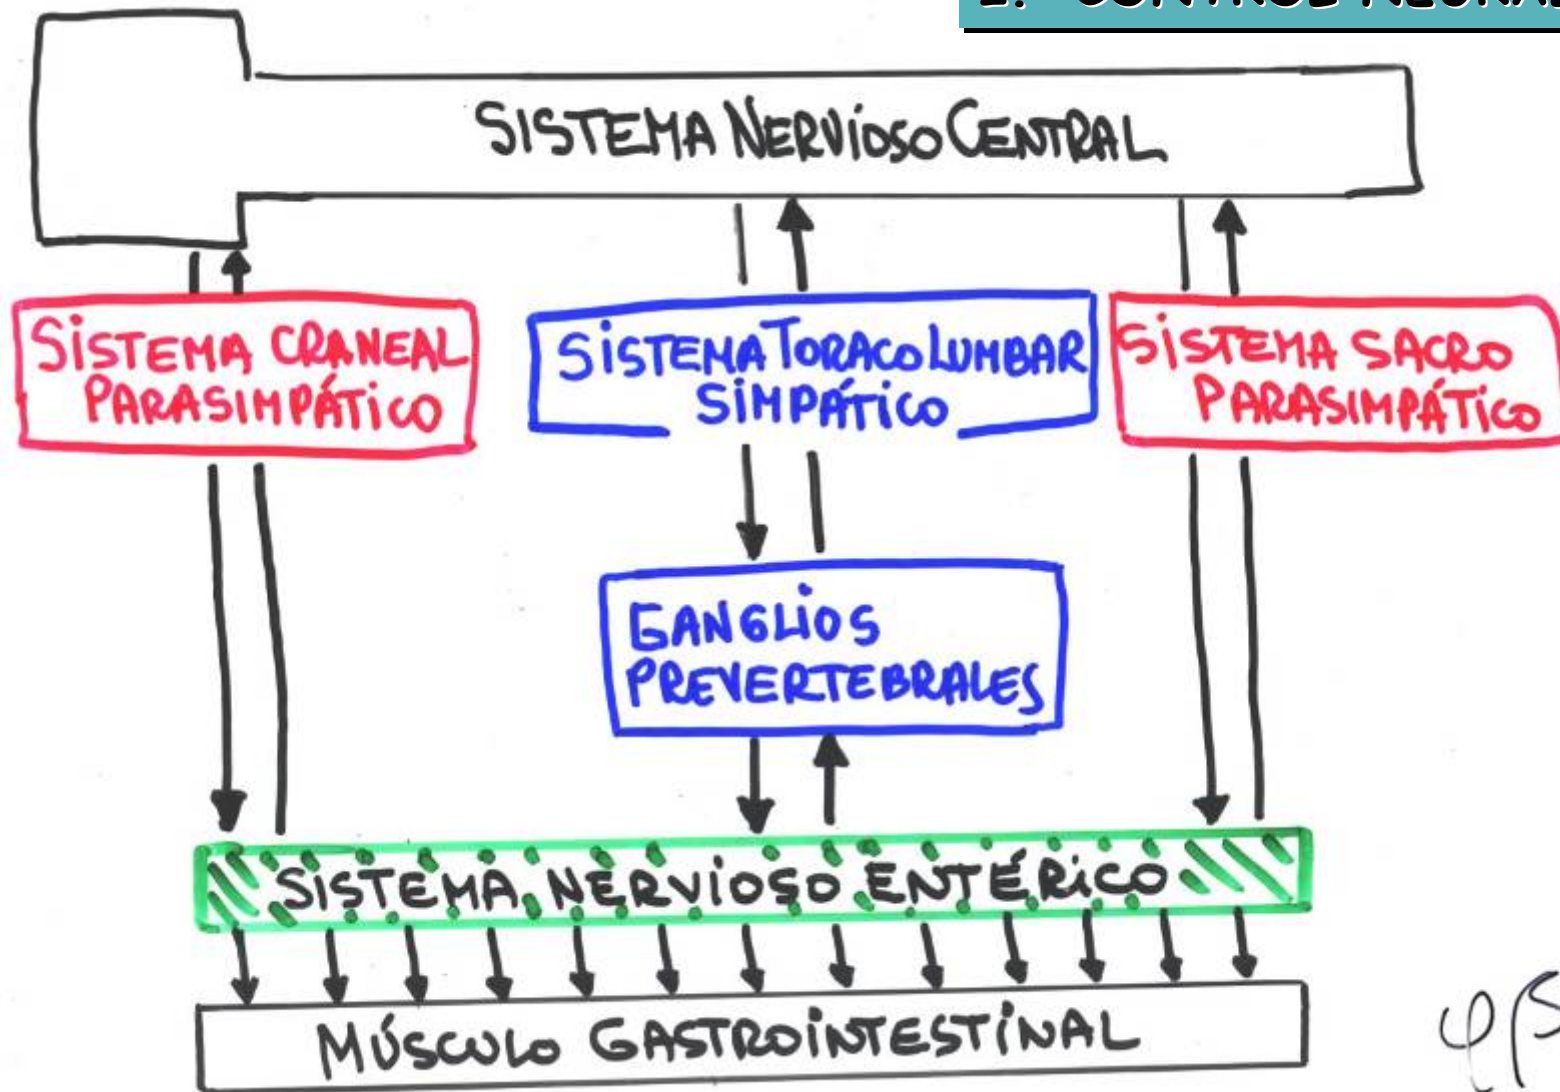 CONTROL
SISTEMA NERVIOSO CENTRAL
SISTEMA CRANEAL
PARASIMPÁTICO
SISTEMA TORACOLUMBAR
SIMPÁTICO
SISTEMA SACRO
PARASIMPÁTICO
GANGLIOS
PREVERTEBRALES
SISTEMA NERVIOSO ENTÉRICO
MÚSCULO GASTROINTESTINAL